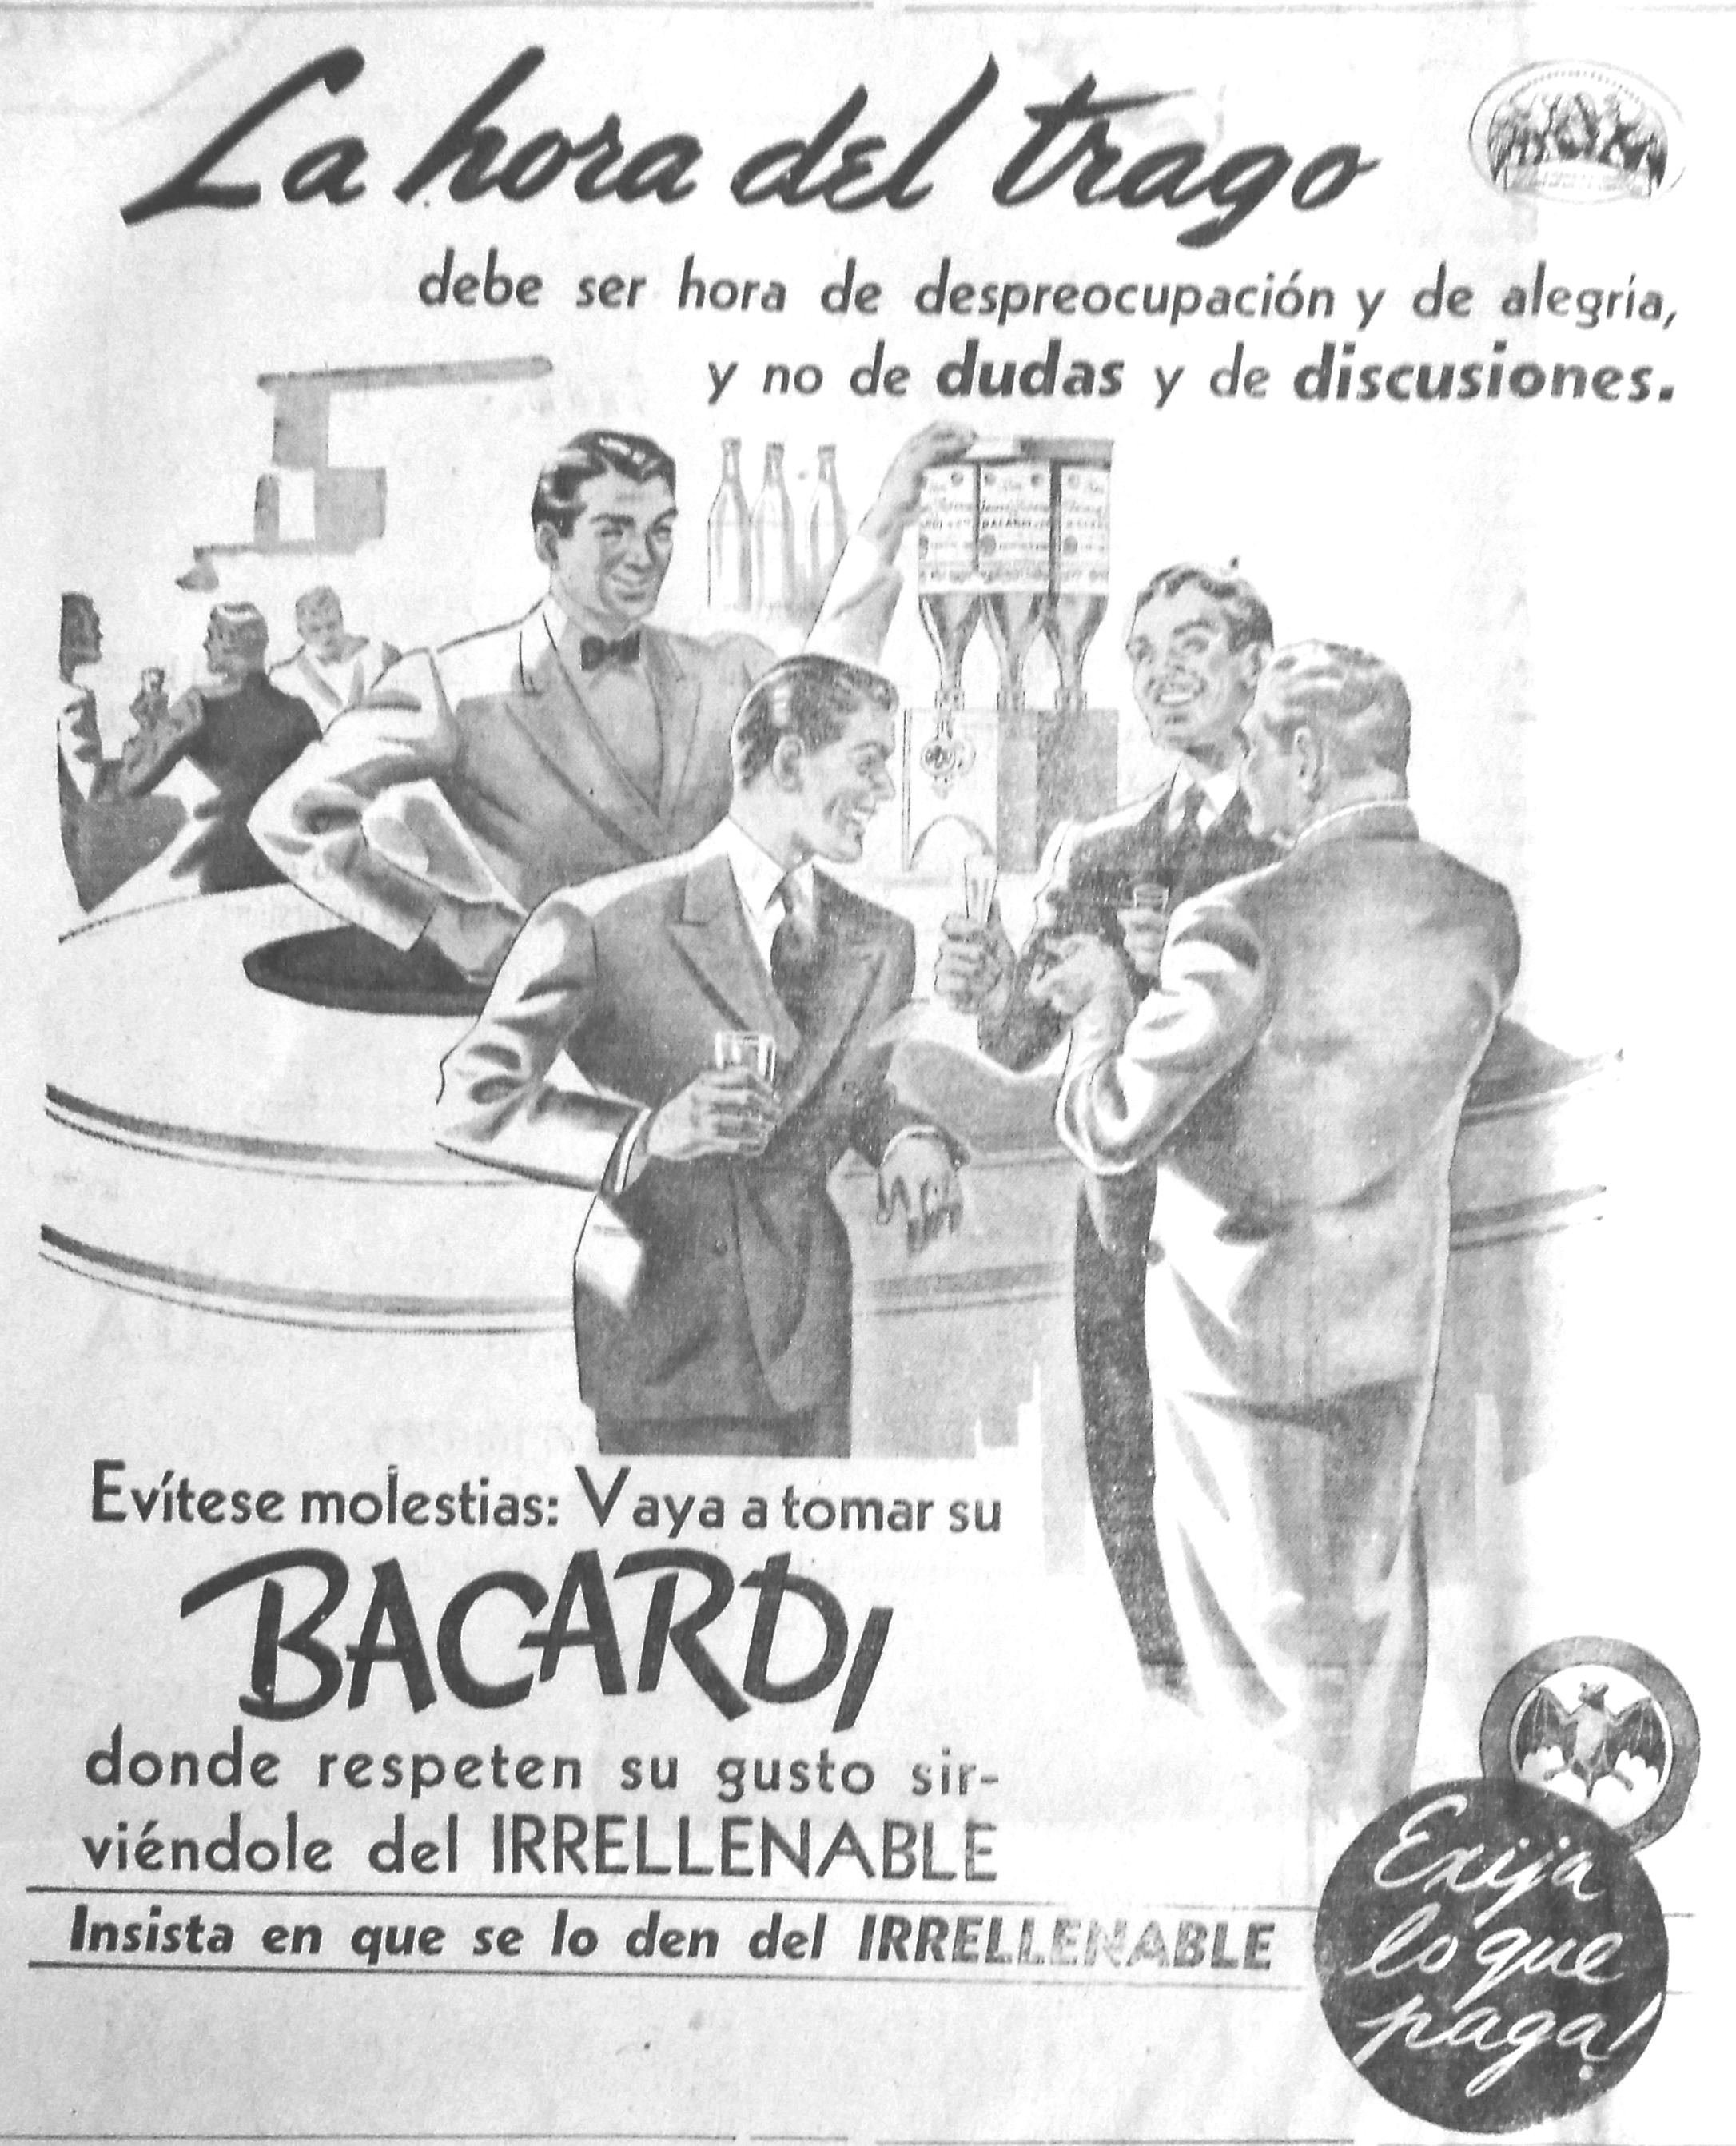 La hora del trago
debe ser hora de despreocupación y de alegría,
y no de dudas y de discusiones.
BACARDI
Evítese molestias: Vaya a tomar su
BACARDI
donde respeten su gusto sir-
viéndole del IRRELLENABLE
Insista en que se lo den del IRRELLENABLE
Exija
lo que
paga!